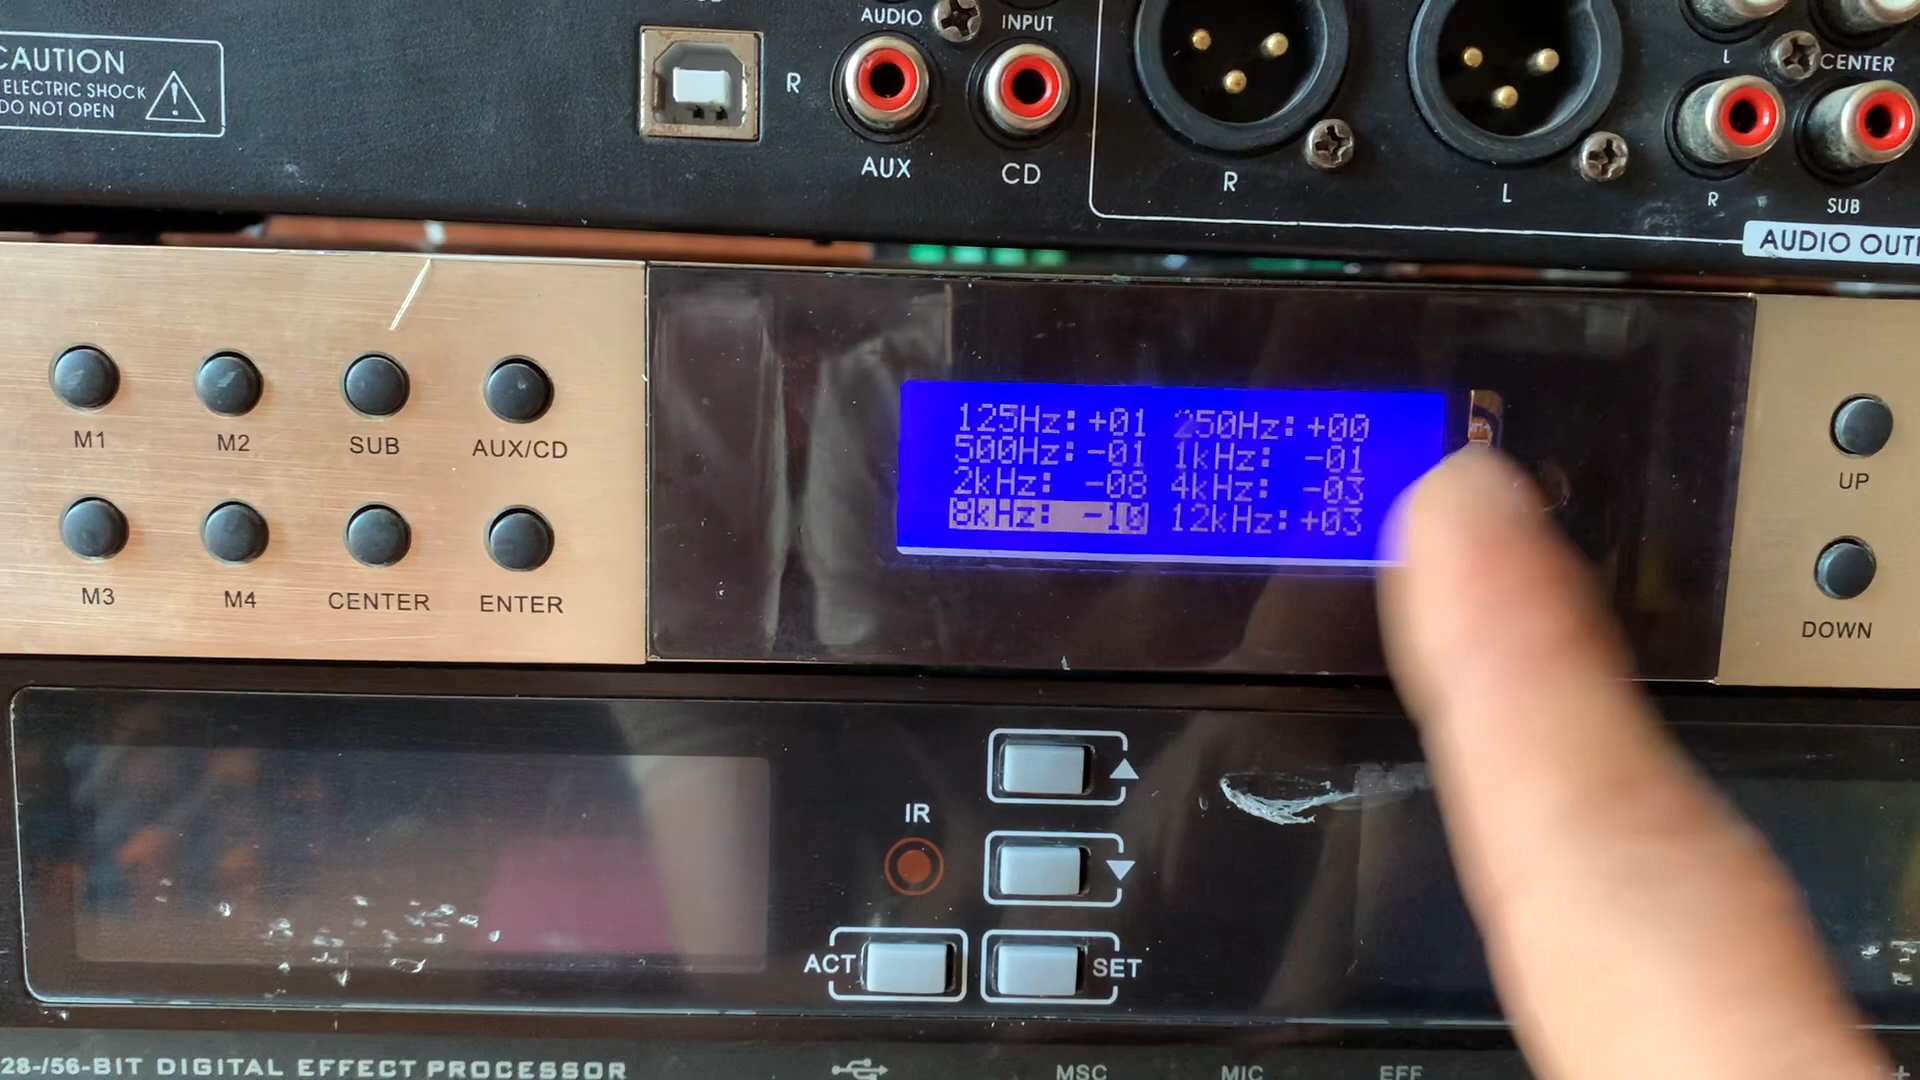 CAUTION
ELECTRIC SHOCK
DO NOT OPEN
AUDIO
INPUT
R
AUX
CD
R
L
L
CENTER
R
SUB
AUDIO OUT
M1
M2
SUB
AUX/CD
M3
M4
CENTER
ENTER
125Hz: +01 250Hz: +00
500Hz: -01 1kHz: -01
2kHz: -08 4kHz: -03
8kHz: -10 12kHz: +03
UP
DOWN
IR
ACT
SET
28-/56-BIT DIGITAL EFFECT PROCESSOR
MSC
MIC
EFF
+